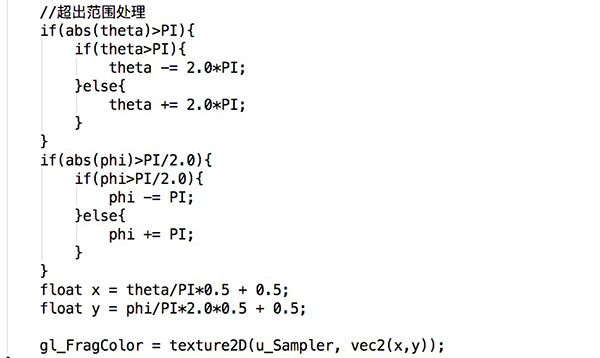 //超出范围处理
if(abs(theta)>PI){
    if(theta>PI){
        theta -= 2.0*PI;
    }else{
        theta += 2.0*PI;
    }
}
if(abs(phi)>PI/2.0){
    if(phi>PI/2.0){
        phi -= PI;
    }else{
        phi += PI;
    }
}
float x = theta/PI*0.5 + 0.5;
float y = phi/PI*2.0*0.5 + 0.5;

gl_FragColor = texture2D(u_Sampler, vec2(x,y));